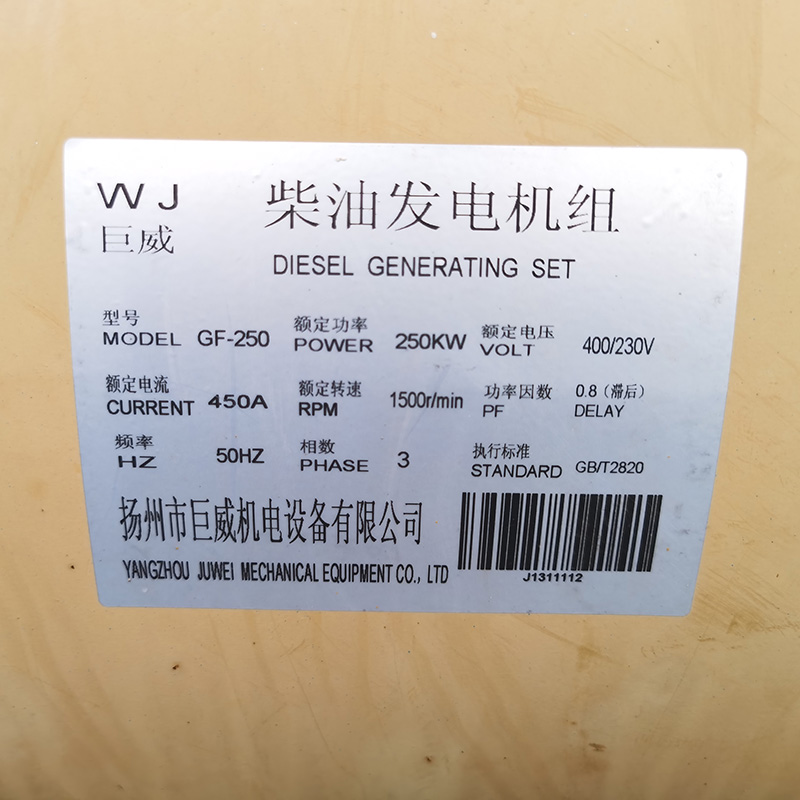 WJ 柴油发电机组
巨威 DIESEL GENERATING SET
型号 额定功率 额定电压
MODEL GF-250 POWER 250KW VOLT 400/230V
额定电流 额定转速 功率因数 0.8（滞后）
CURRENT 450A RPM 1500r/min PF DELAY
频率 相数 执行标准
HZ 50HZ PHASE 3 STANDARD GB/T2820
扬州市巨威机电设备有限公司
YANGZHOU JUWEI MECHANICAL EQUIPMENT CO., LTD J1311112